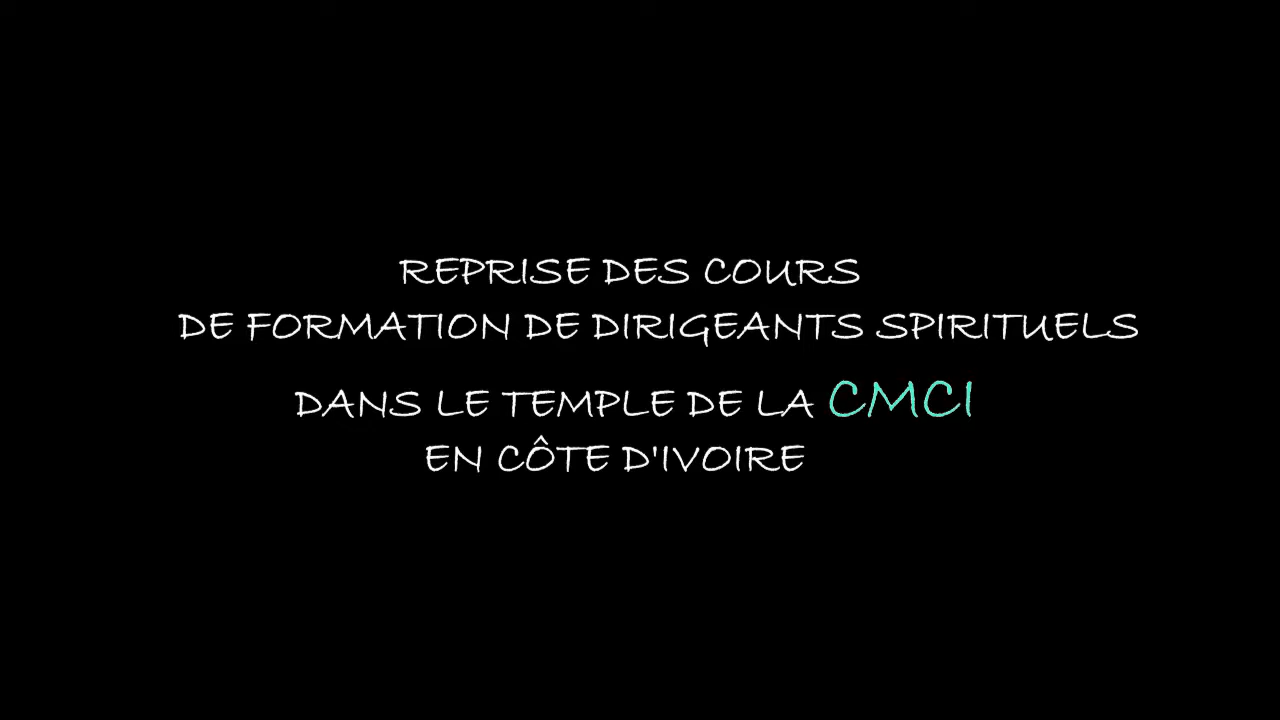 REPRISE DES COURS
DE FORMATION DE DIRIGEANTS SPIRITUELS
DANS LE TEMPLE DE LA CMCI
EN CÔTE D'IVOIRE